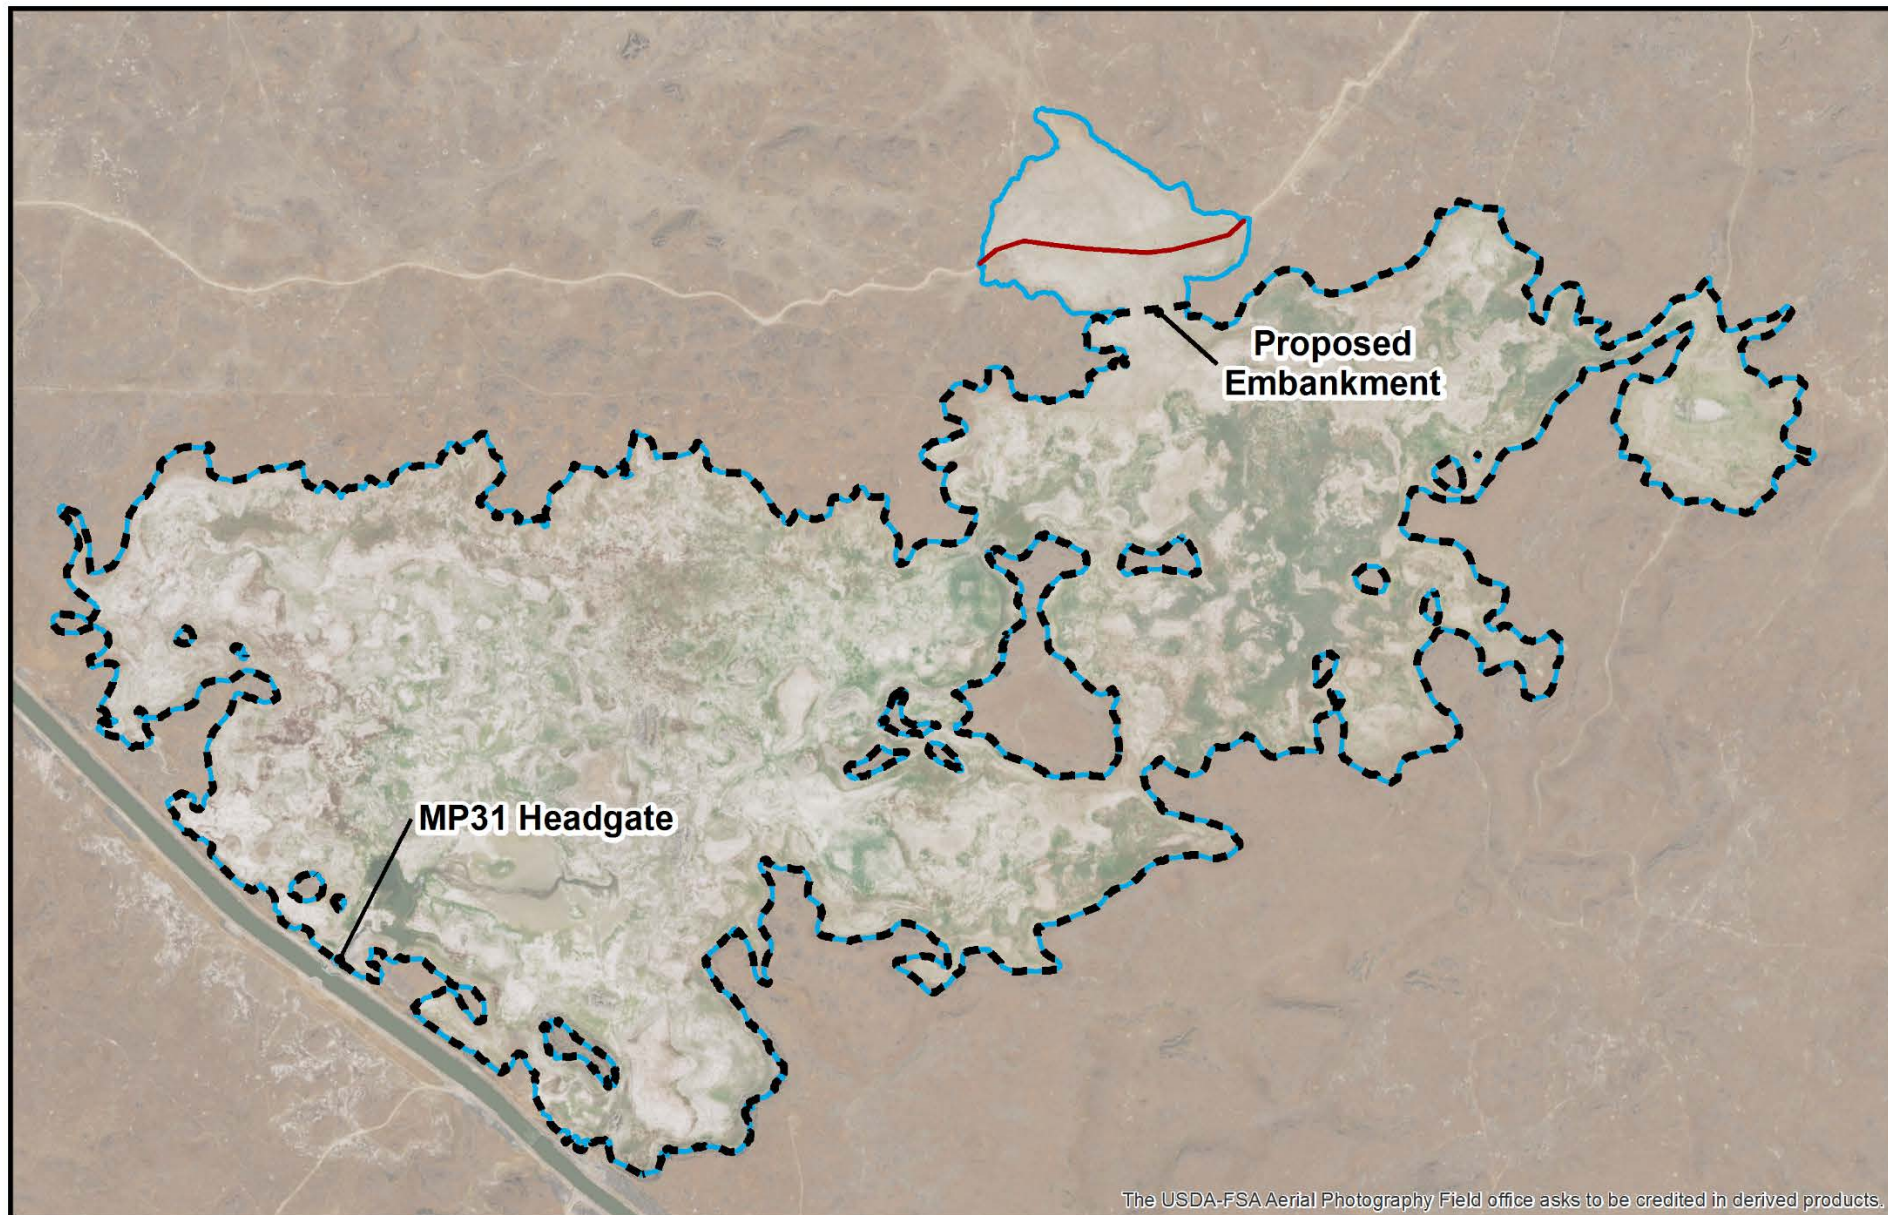 Proposed
Embankment
MP31 Headgate
The USDA-FSA Aerial Photography Field office asks to be credited in derived products.